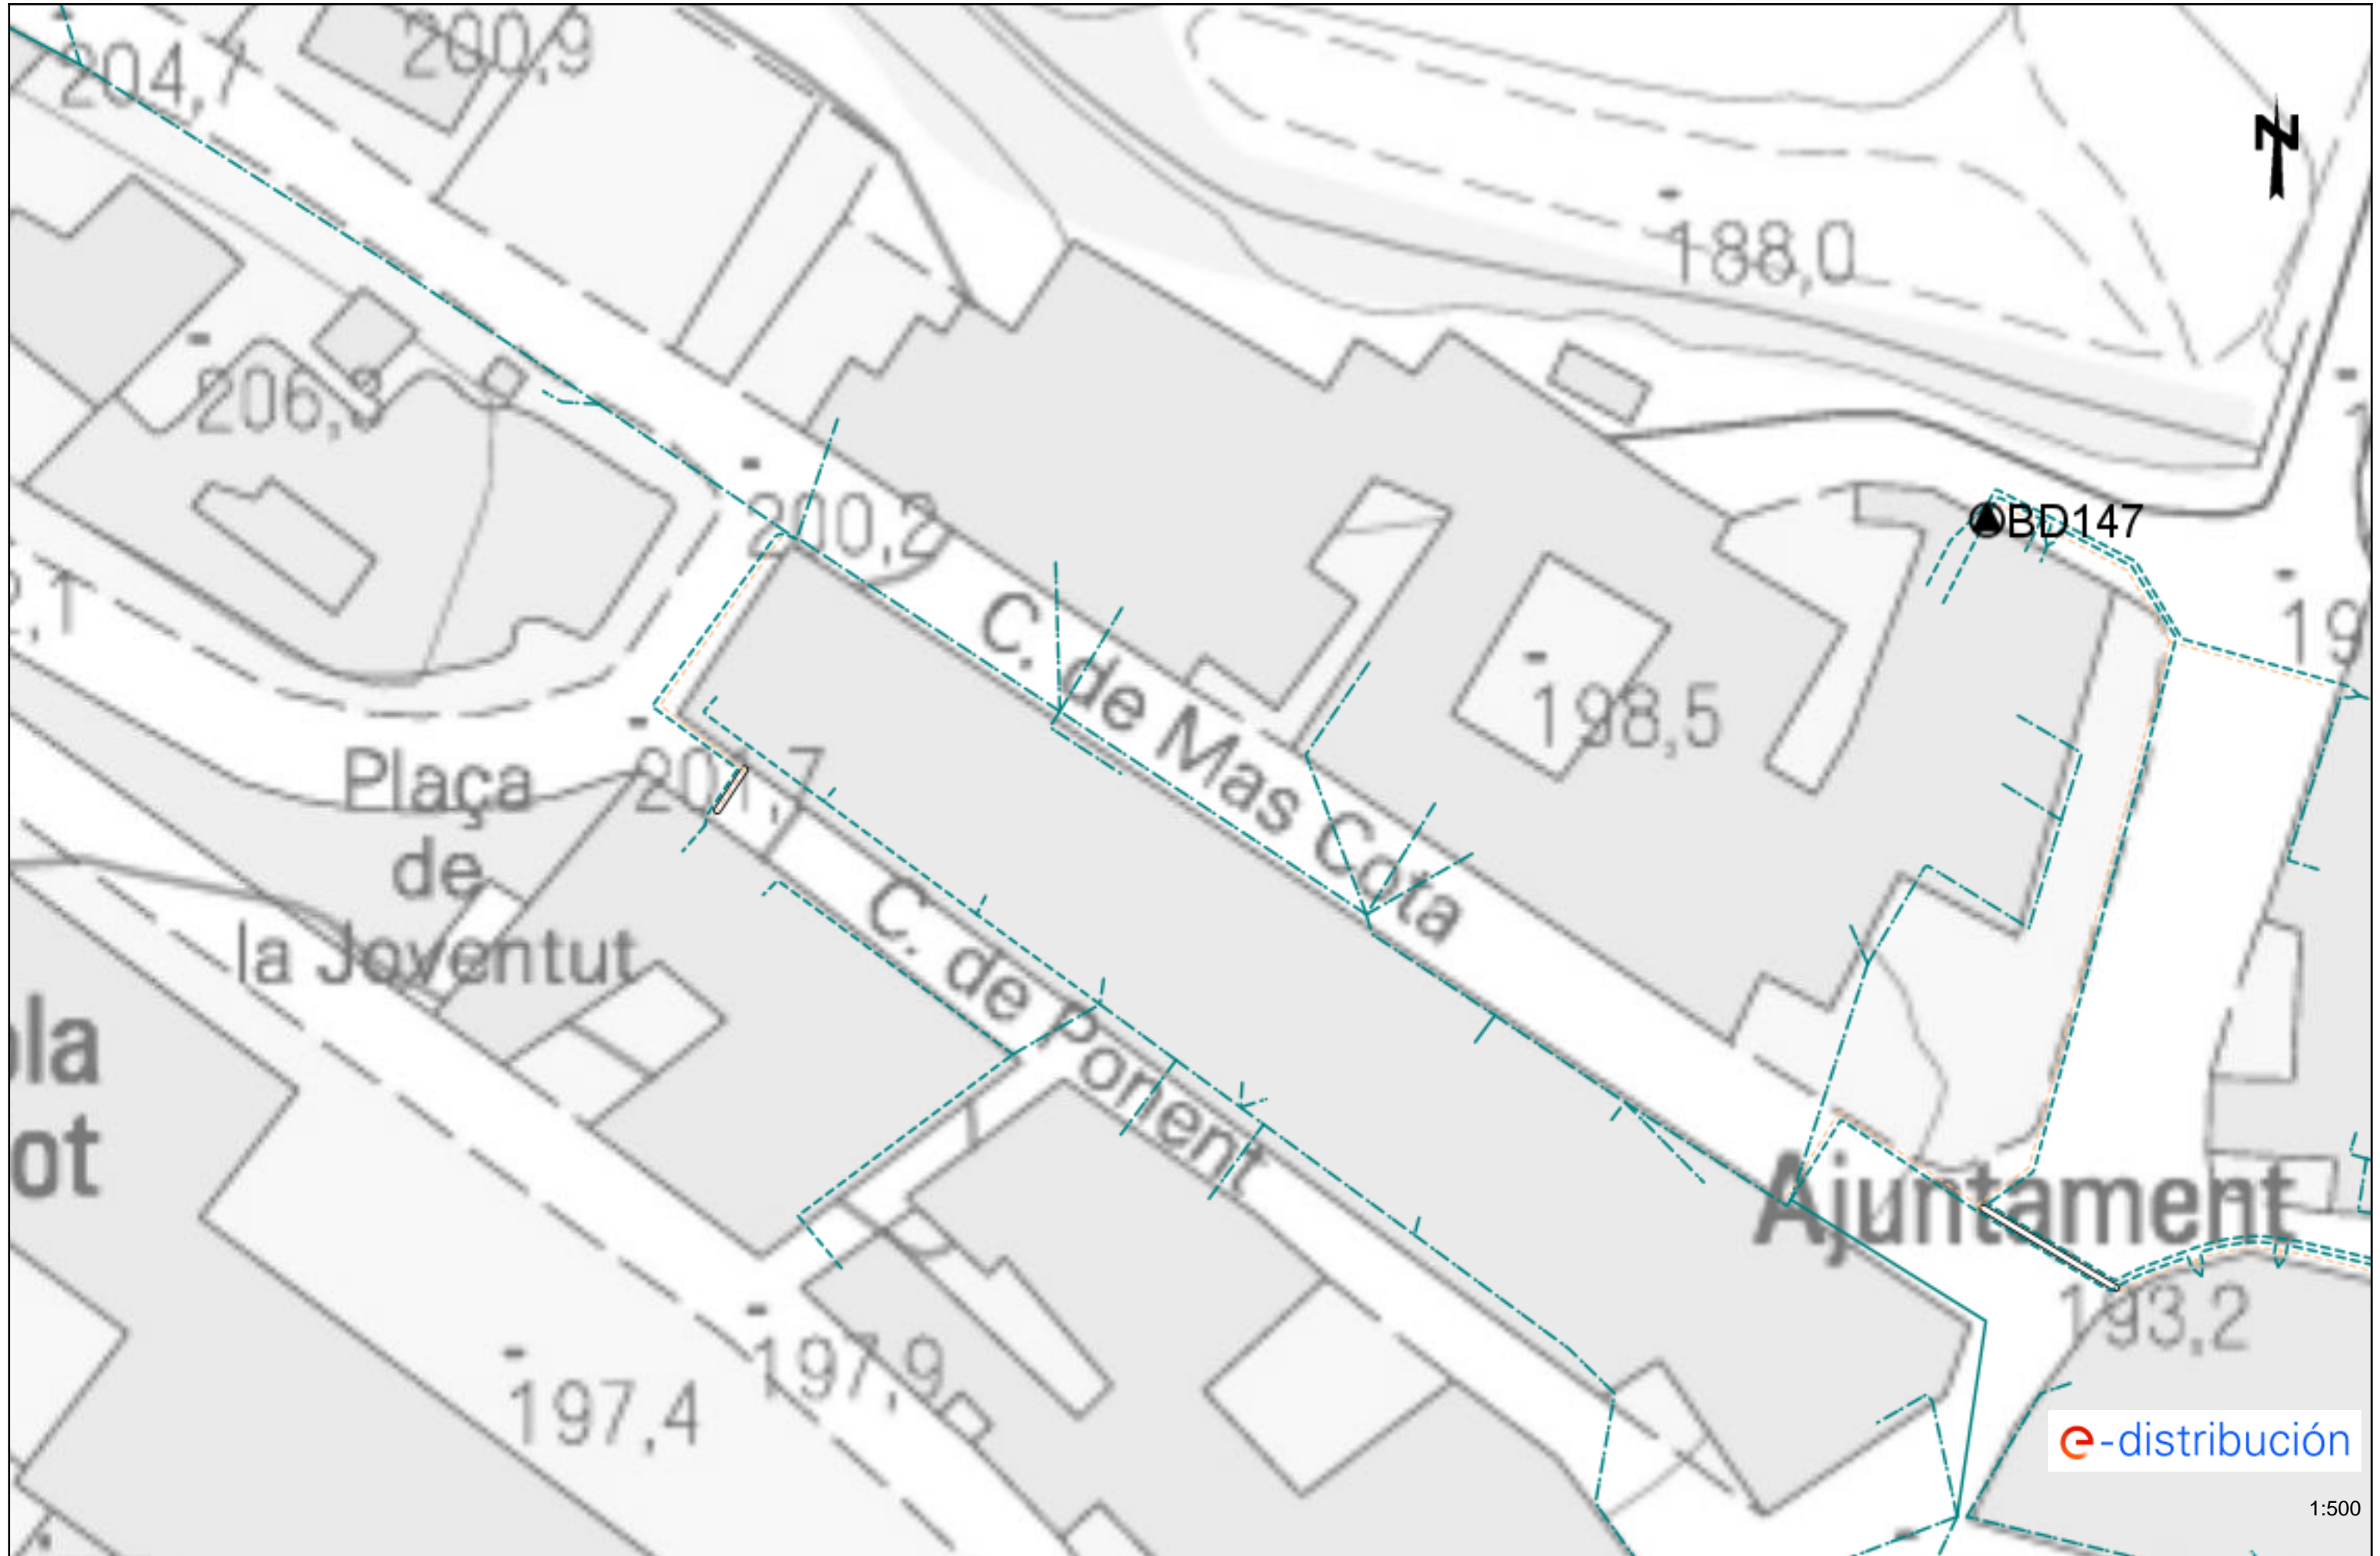 204,7
200,9
N
188,0
206,3
200,2
BD147
C. de Mas Cota
198,5
201,7
Plaça
de
la Joventut
C. de Ponent
Ajuntament
193,2
197,9
197,4
e-distribución
1:500